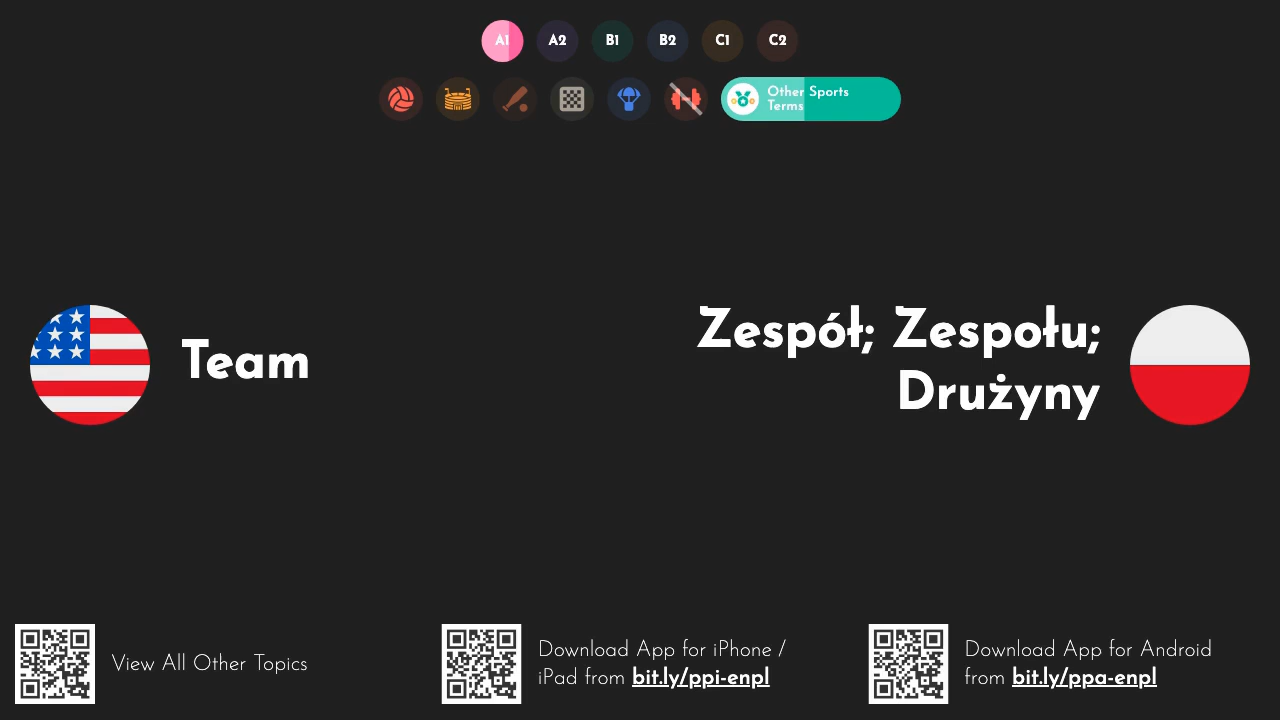 A1 A2 B1 B2 C1 C2
Other Sports
Terms
Team
Zespół; Zespołu;
Drużyny
View All Other Topics
Download App for iPhone /
iPad from bit.ly/ppi-enpl
Download App for Android
from bit.ly/ppa-enpl